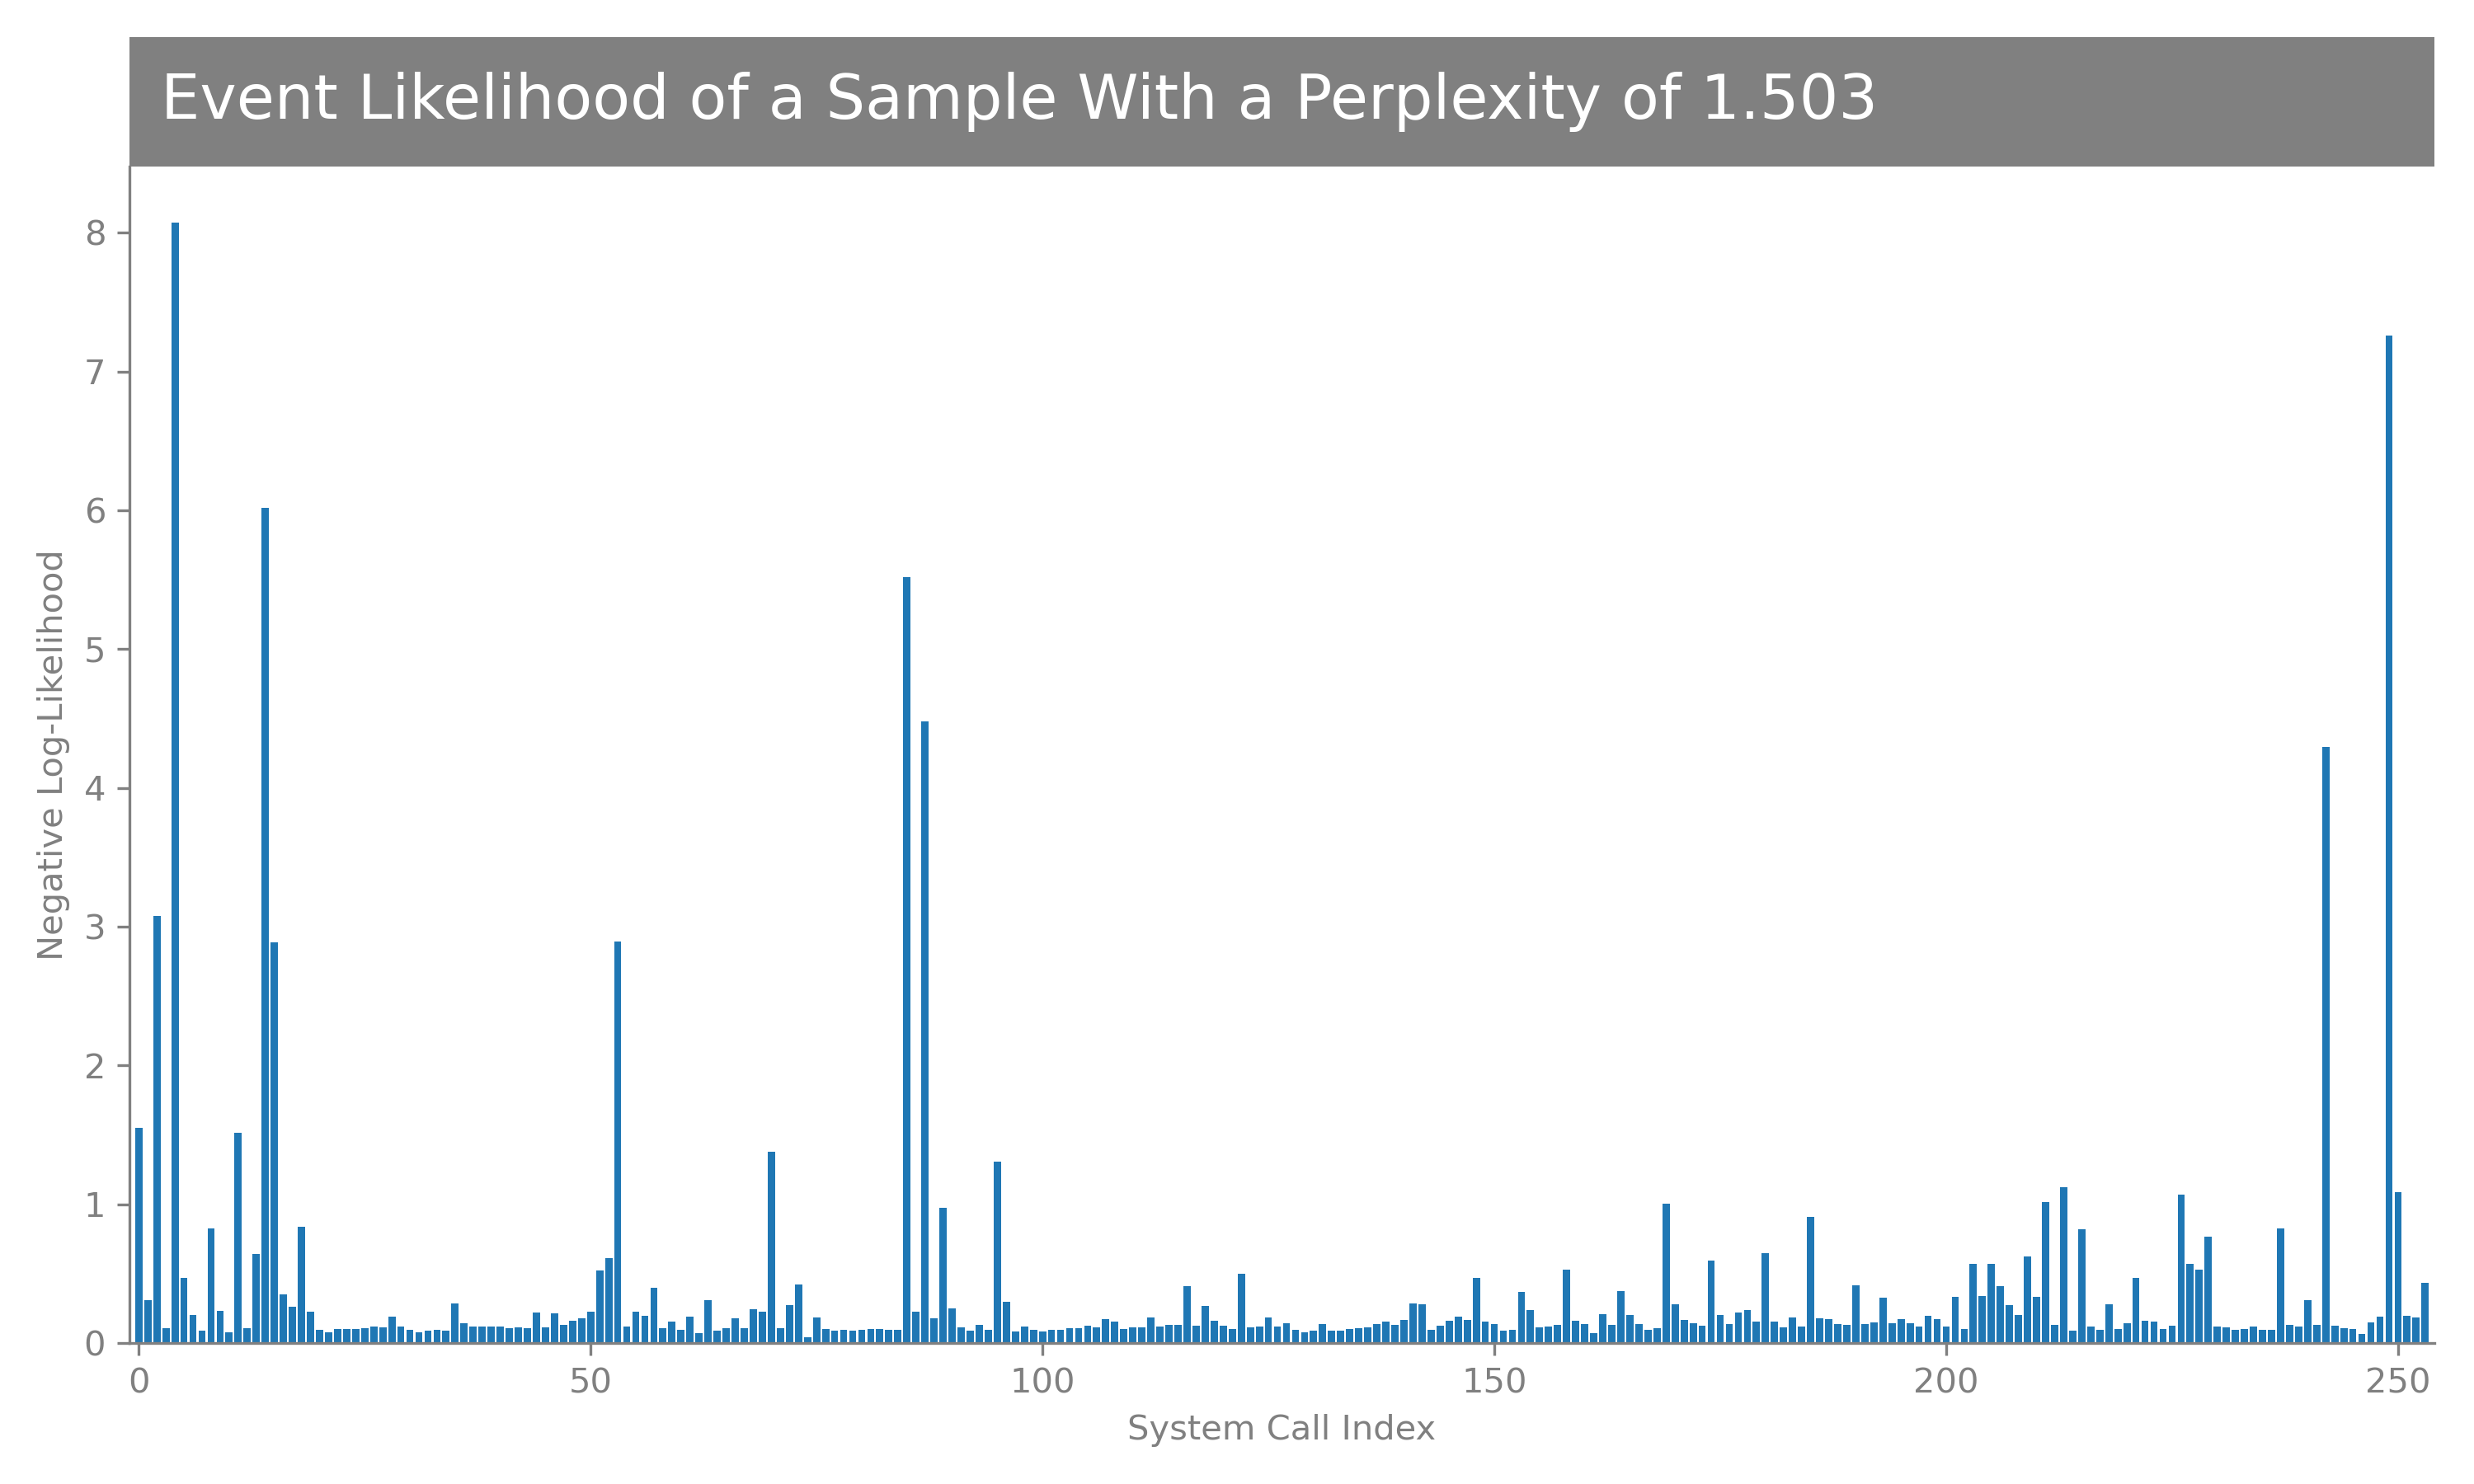 Event Likelihood of a Sample With a Perplexity of 1.503
8
7
6
5
4
3
2
1
0
Negative Log-Likelihood
0 50 100 150 200 250
System Call Index